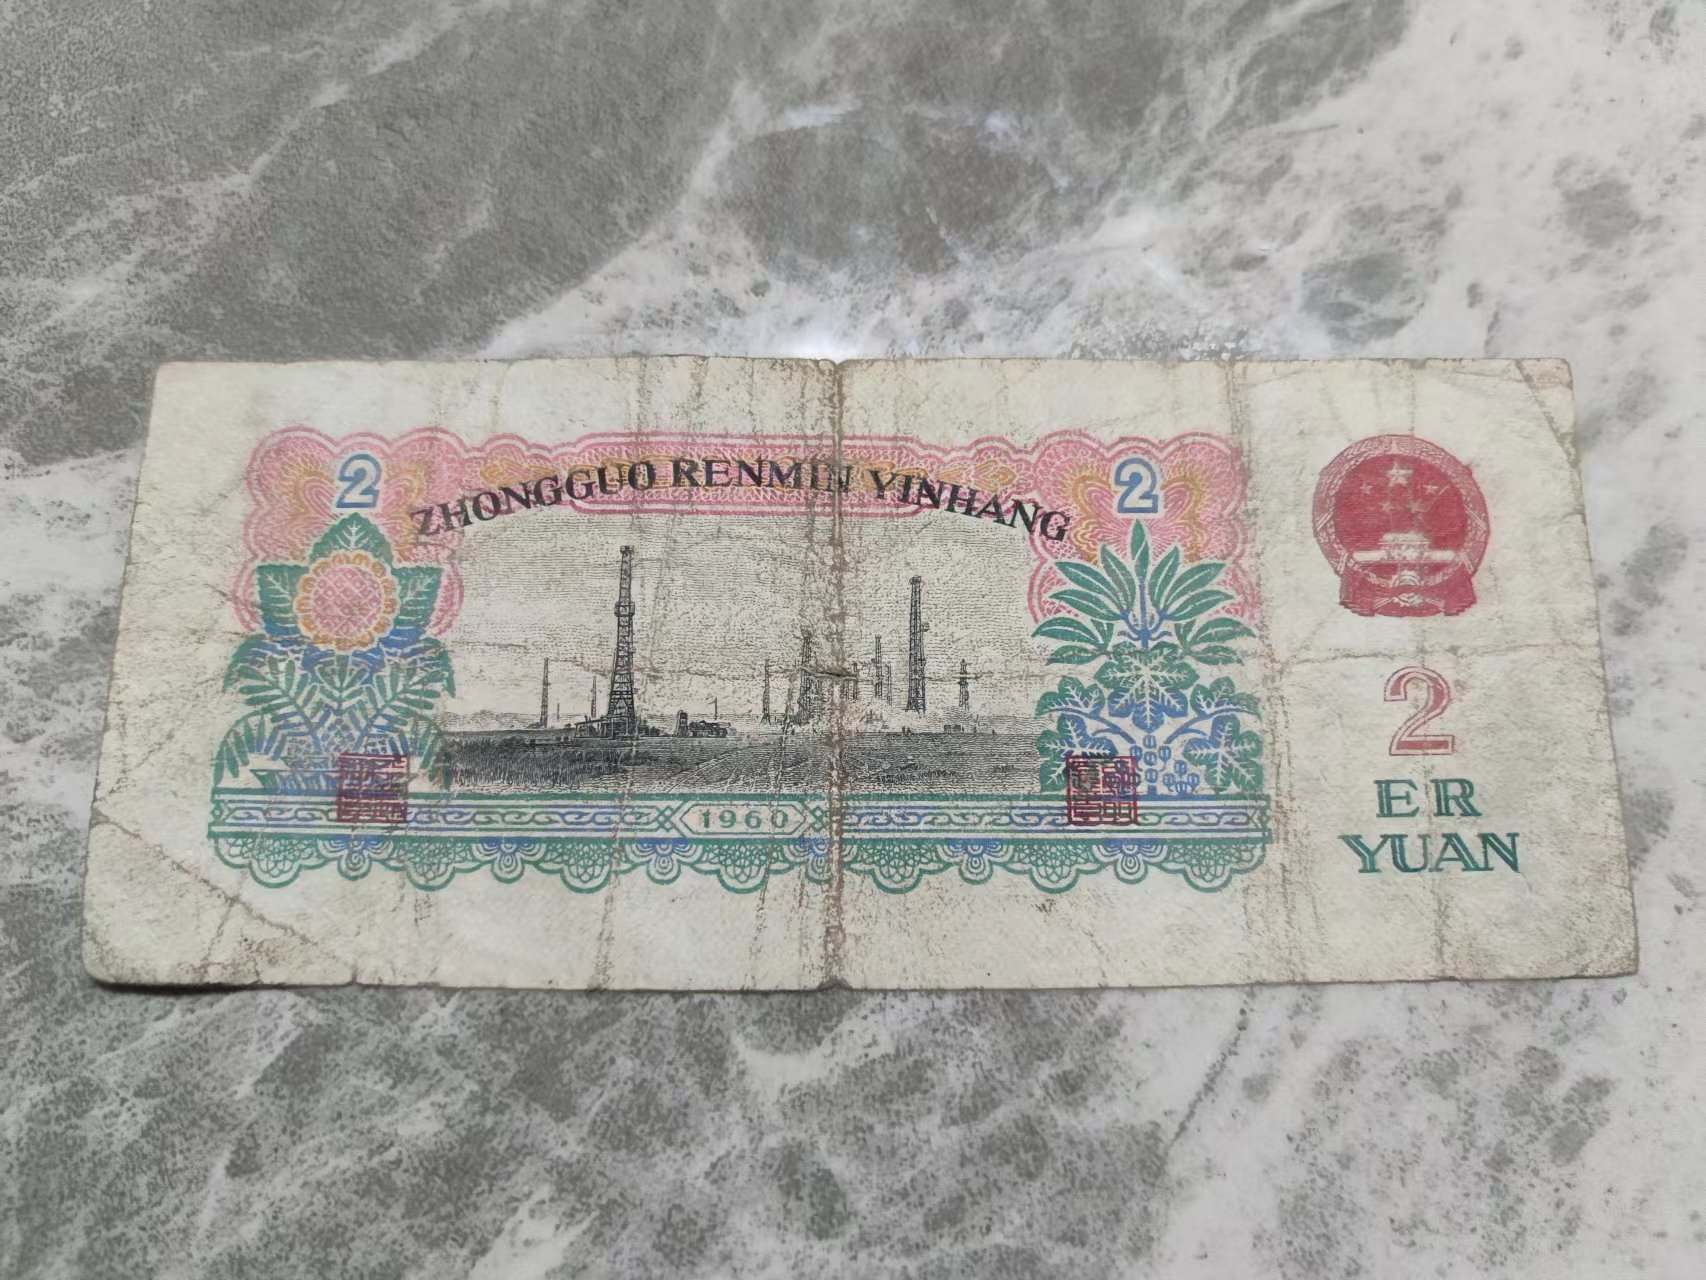 2 ZHONGGUO RENMIN YINHANG 2
2
ER
YUAN
1960